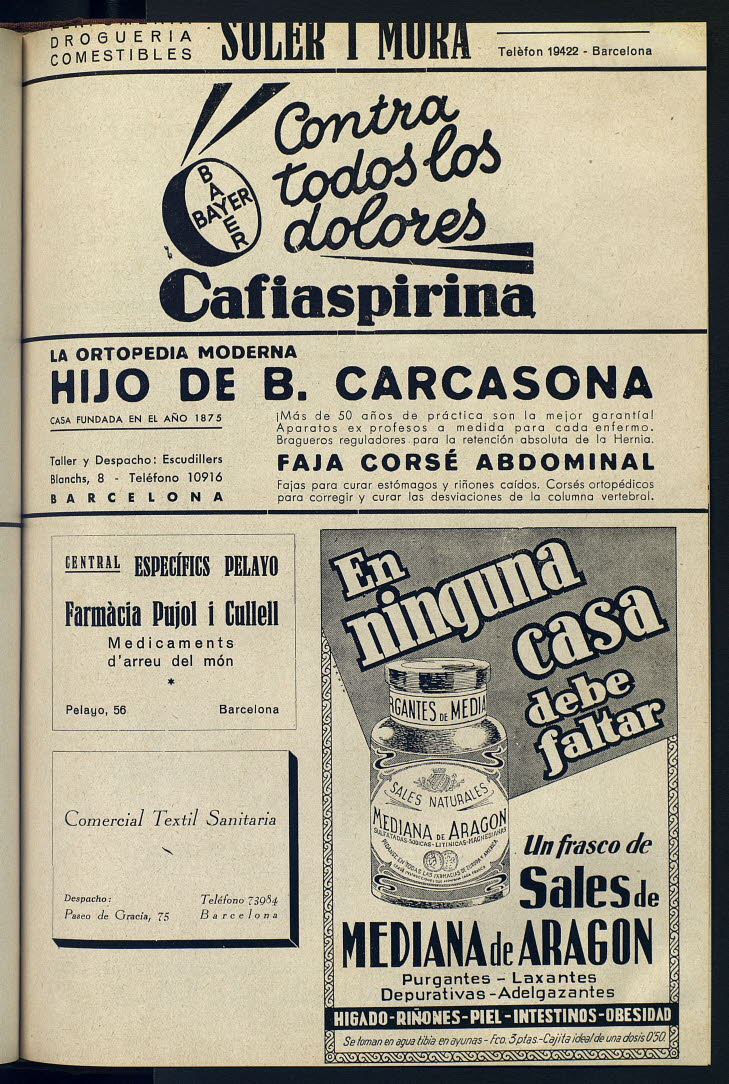 DROGUERIA
COMESTIBLES
SOLER I MORA
Telèfon 19422 - Barcelona
Contra
todos los
dolores
BAYER
BAYER
Cafiaspirina
LA ORTOPEDIA MODERNA
HIJO DE B. CARCASONA
CASA FUNDADA EN EL AÑO 1875
Taller y Despacho: Escudillers
Blanchs, 8 - Teléfono 10916
BARCELONA
¡Más de 50 años de práctica son la mejor garantía!
Aparatos ex profesos a medida para cada enfermo.
Bragueros reguladores para la retención absoluta de la Hernia.
FAJA CORSÉ ABDOMINAL
Fajas para curar estómagos y riñones caídos. Corsés ortopédicos
para corregir y curar las desviaciones de la columna vertebral.
CENTRAL ESPECÍFICS PELAYO
Farmàcia Pujol i Cullell
Medicaments
d'arreu del món
*
Pelayo, 56 Barcelona
Comercial Textil Sanitaria
Despacho:
Paseo de Gracia, 75
Teléfono 73984
Barcelona
En
ninguna
casa
debe
faltar
RGANTES DE MEDIA
SALES NATURALES
MEDIANA DE ARAGON
SULFATADAS-SODICAS-LITINICAS-MAGNESIANAS
Un frasco de
Sales de
MEDIANA de ARAGON
Purgantes - Laxantes
Depurativas - Adelgazantes
HIGADO-RIÑONES-PIEL-INTESTINOS-OBESIDAD
Se toman en agua tibia en ayunas - Fco. 3 ptas. - Cajita ideal de una dosis 0'50.